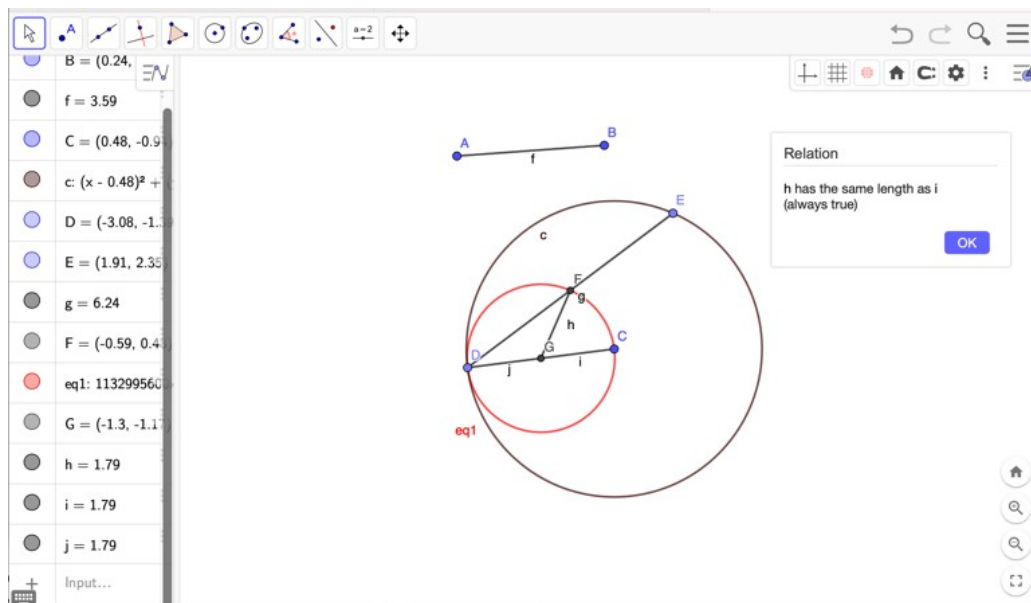 A
a=2
B = (0.24,
f = 3.59
C = (0.48, -0.9
c: (x - 0.48)² +
D = (-3.08, -1.
E = (1.91, 2.35
g = 6.24
F = (-0.59, 0.4
eq1: 113299560
G = (-1.3, -1.1
h = 1.79
i = 1.79
j = 1.79
Input...
A
B
f
E
c
F
g
h
D
G
C
j
i
eq1
Relation
h has the same length as i
(always true)
OK